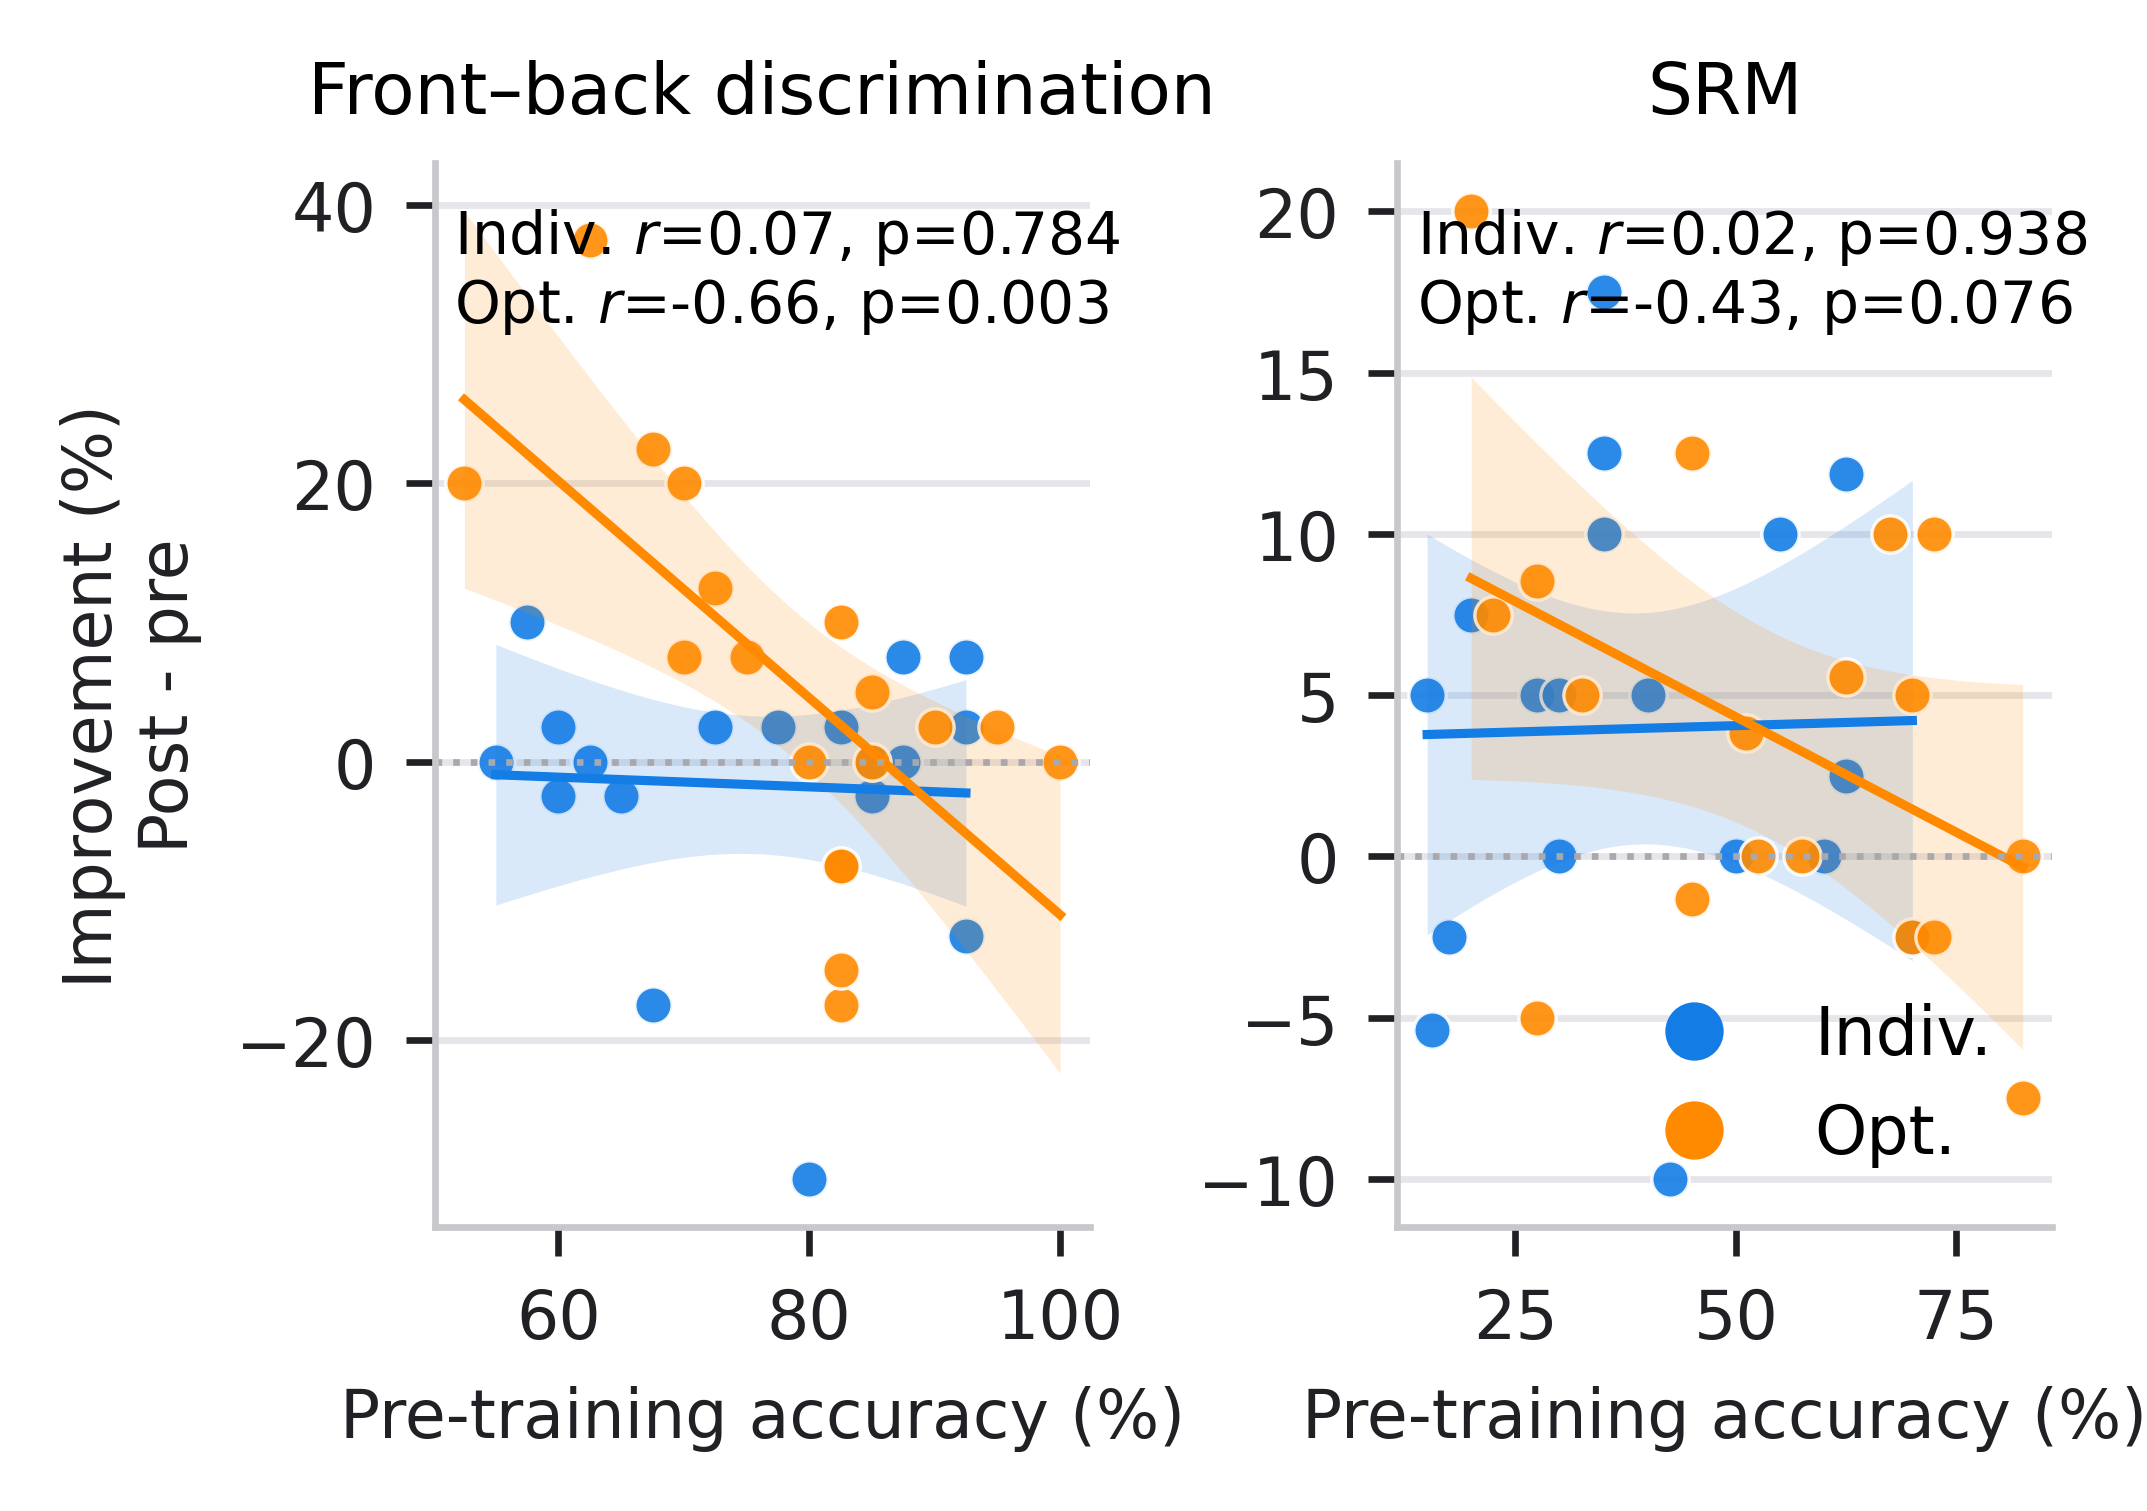 Front–back discrimination
SRM
Improvement (%)
Post - pre
40
20
0
−20
Indiv. r=0.07, p=0.784
Opt. r=-0.66, p=0.003
60
80
100
Pre-training accuracy (%)
20
15
10
5
0
−5
−10
Indiv. r=0.02, p=0.938
Opt. r=-0.43, p=0.076
Indiv.
Opt.
25
50
75
Pre-training accuracy (%)